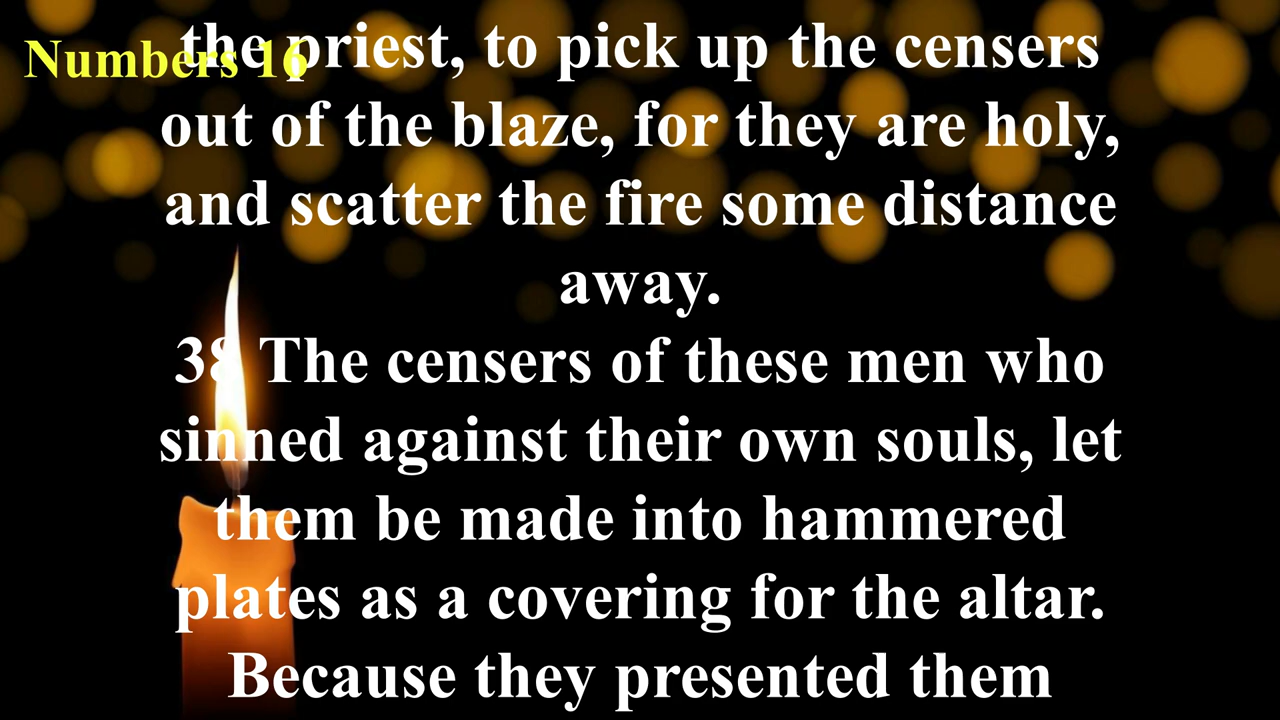 Numbers 16
the priest, to pick up the censers
out of the blaze, for they are holy,
and scatter the fire some distance
away.
38 The censers of these men who
sinned against their own souls, let
them be made into hammered
plates as a covering for the altar.
Because they presented them